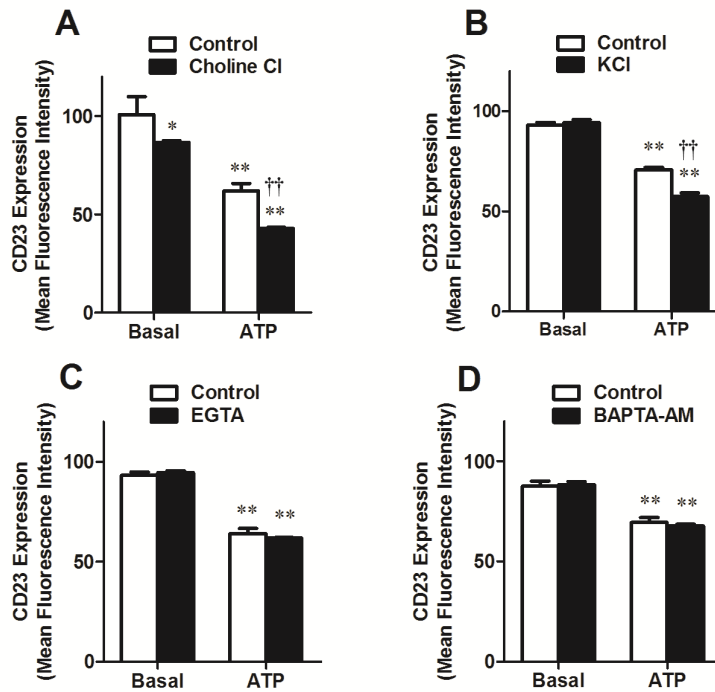 A
Control
Choline Cl
CD23 Expression
(Mean Fluorescence Intensity)
100
50
0
*
**
††
**
Basal
ATP
B
Control
KCl
CD23 Expression
(Mean Fluorescence Intensity)
100
50
0
**
††
**
Basal
ATP
C
Control
EGTA
CD23 Expression
(Mean Fluorescence Intensity)
100
50
0
**
**
Basal
ATP
D
Control
BAPTA-AM
CD23 Expression
(Mean Fluorescence Intensity)
100
50
0
**
**
Basal
ATP